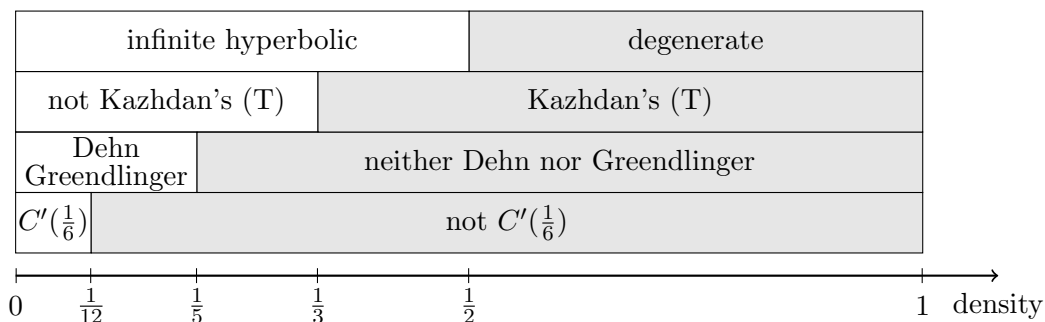 infinite hyperbolic degenerate
not Kazhdan's (T) Kazhdan's (T)
Dehn
Greendlinger neither Dehn nor Greendlinger
C′(1/6) not C′(1/6)
0 1/12 1/5 1/3 1/2 1 density